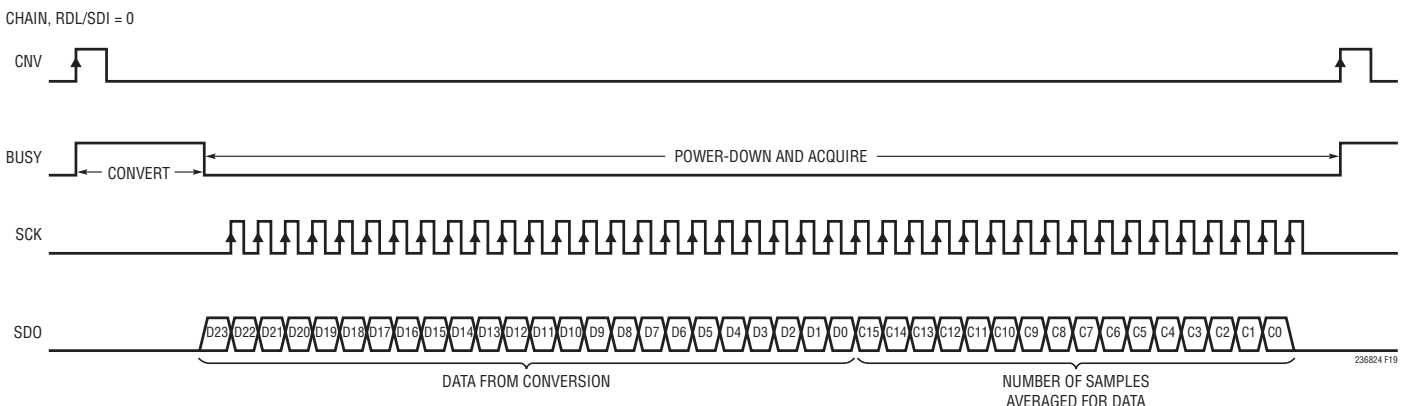 CHAIN, RDL/SDI = 0
CNV
BUSY
CONVERT
POWER-DOWN AND ACQUIRE
SCK
SDO
D23 D22 D21 D20 D19 D18 D17 D16 D15 D14 D13 D12 D11 D10 D9 D8 D7 D6 D5 D4 D3 D2 D1 D0 C15 C14 C13 C12 C11 C10 C9 C8 C7 C6 C5 C4 C3 C2 C1 C0
236824 F19
DATA FROM CONVERSION
NUMBER OF SAMPLES
AVERAGED FOR DATA